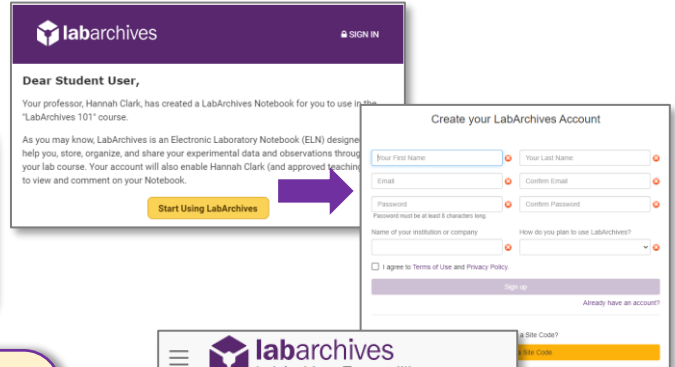 labarchives
SIGN IN
Dear Student User,
Your professor, Hannah Clark, has created a LabArchives Notebook for you to use in the
"LabArchives 101" course.
As you may know, LabArchives is an Electronic Laboratory Notebook (ELN) designe
help you, store, organize, and share your experimental data and observations throug
your lab course. Your account will also enable Hannah Clark (and approved teaching
to view and comment on your Notebook.
Start Using LabArchives
Create your LabArchives Account
Your First Name
Your Last Name
Email
Confirm Email
Password
Confirm Password
Password must be at least 8 characters long.
Name of your institution or company
How do you plan to use LabArchives?
I agree to Terms of Use and Privacy Policy.
Sign up
Already have an account?
a Site Code?
Site Code
labarchives